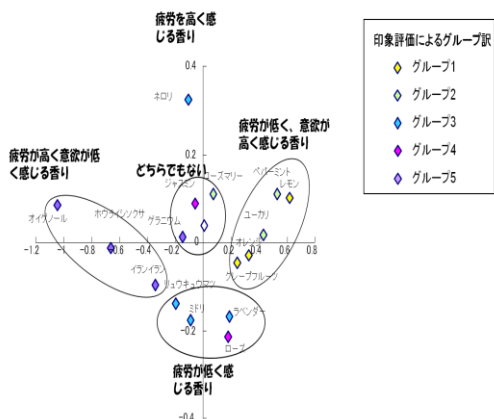 疲労を高く感
じる香り
印象評価によるグループ訳
グループ1
グループ2
グループ3
グループ4
グループ5
0.4
ネロリ
疲労が低く、意欲が
高く感じる香り
0.2
疲労が高く意欲が低
く感じる香り
どちらでもない
ローズマリー
ジャスミン
ペパーミント
レモン
オイゲノール
ホウライシノクサ
ゼラニウム
ユーカリ
オレンジ
0
-1.2
-1
-0.8
-0.6
-0.4
-0.2
0
0.2
0.4
0.6
0.8
イランイラン
グレープフルーツ
リュウキュウマツ
ミドリ
ラベンダー
-0.2
ローズ
疲労が低く感
じる香り
-0.4